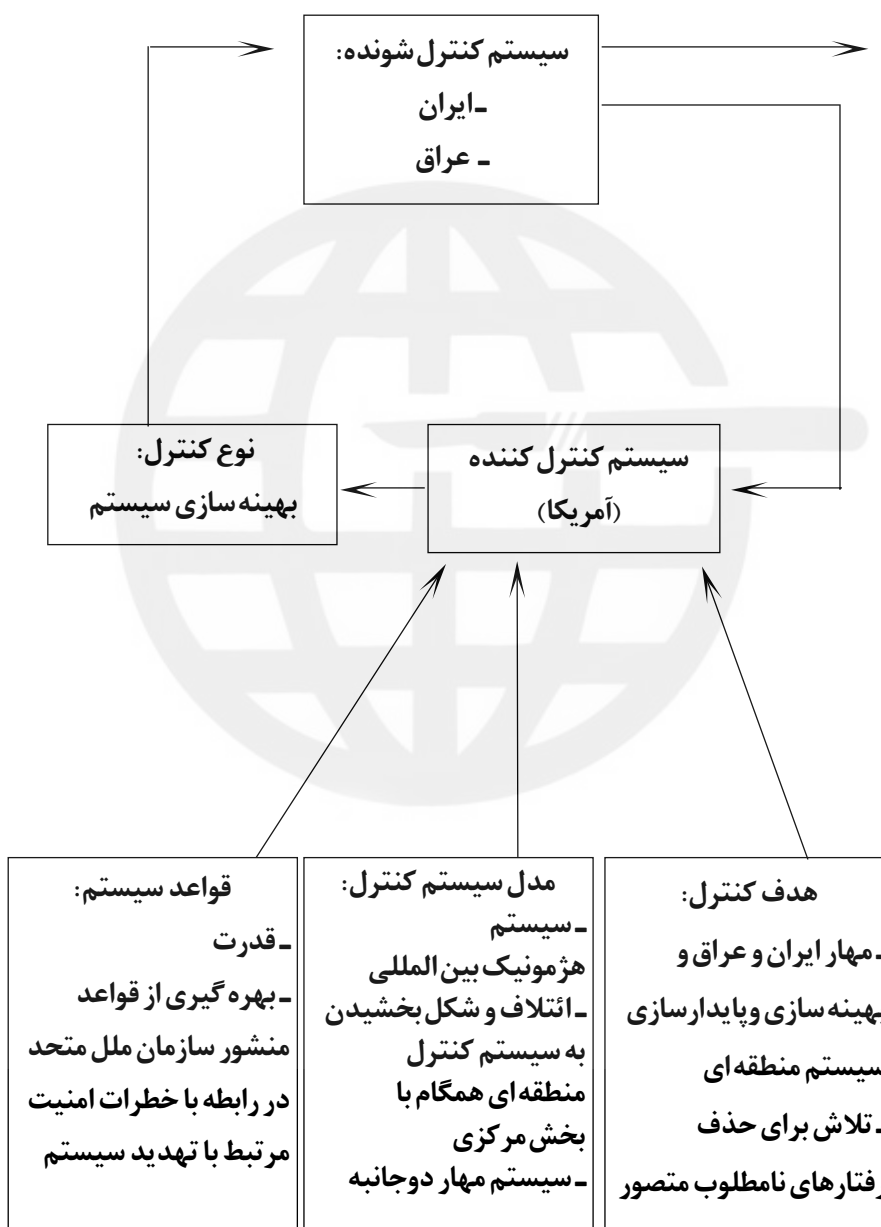 سیستم کنترل شونده:
ـ ایران
ـ عراق
سیستم کنترل کننده
(آمریکا)
نوع کنترل:
بهینه سازی سیستم
هدف کنترل:
ـ مهار ایران و عراق و
بهینه سازی وپایدارسازی
سیستم منطقه ای
ـ تلاش برای حذف
رفتارهای نامطلوب متصور
مدل سیستم کنترل:
ـ سیستم
هژمونیک بین المللی
ـ ائتلاف و شکل بخشیدن
به سیستم کنترل
منطقه ای همگام با
بخش مرکزی
ـ سیستم مهار دوجانبه
قواعد سیستم:
ـ قدرت
ـ بهره گیری از قواعد
منشور سازمان ملل متحد
در رابطه با خطرات امنیت
مرتبط با تهدید سیستم